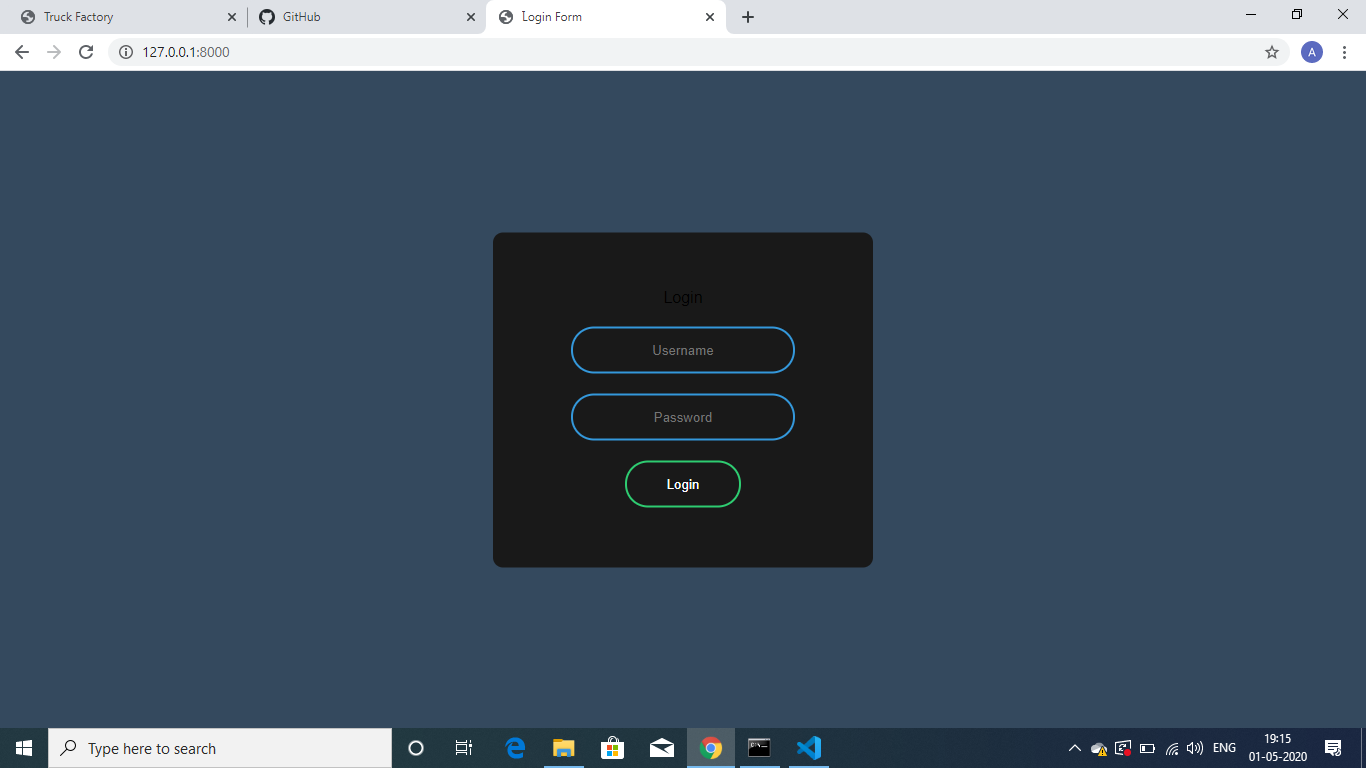 Truck Factory
GitHub
Login Form
127.0.0.1:8000
A
Login
Username
Password
Login
Type here to search
ENG
19:15
01-05-2020